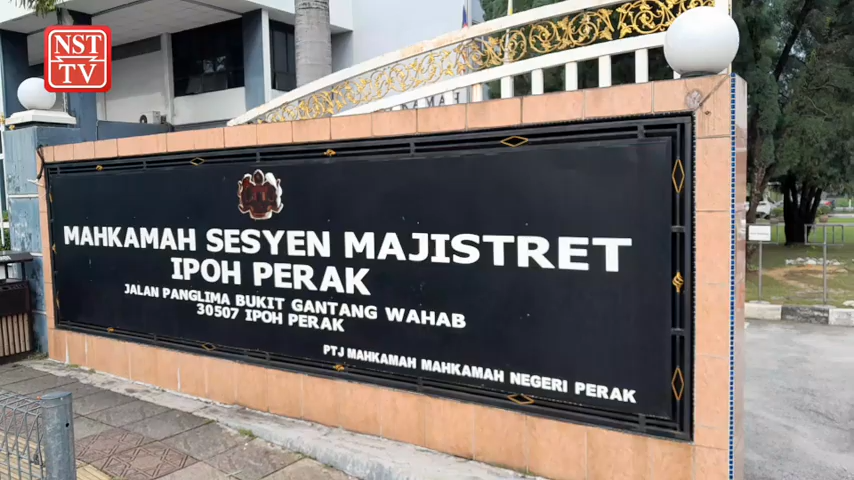 NST
TV
MAHKAMAH SESYEN MAJISTRET
IPOH PERAK
JALAN PANGLIMA BUKIT GANTANG WAHAB
30507 IPOH PERAK
PTJ MAHKAMAH MAHKAMAH NEGERI PERAK